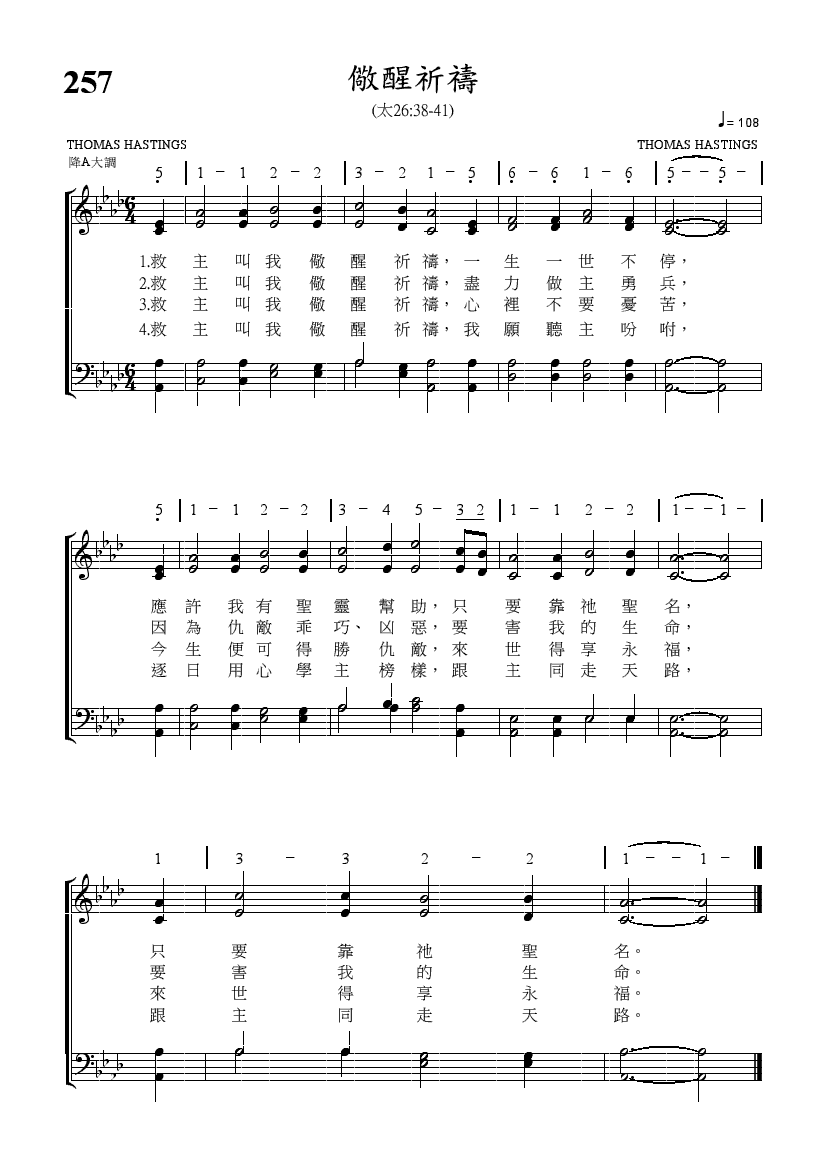 257
儆醒祈禱
(太26:38-41)
♩= 108
THOMAS HASTINGS THOMAS HASTINGS
降A大調
5 | 1 - 1 2 - 2 | 3 - 2 1 - 5 | 6 - 6 1 - 6 | 5 - - 5 - |
1.救 主 叫 我 儆 醒 祈 禱，一 生 一 世 不 停，
2.救 主 叫 我 儆 醒 祈 禱，盡 力 做 主 勇 兵，
3.救 主 叫 我 儆 醒 祈 禱，心 裡 不 要 憂 苦，
4.救 主 叫 我 儆 醒 祈 禱，我 願 聽 主 吩 咐，
5 | 1 - 1 2 - 2 | 3 - 4 5 - 3 2 | 1 - 1 2 - 2 | 1 - - 1 - |
應 許 我 有 聖 靈 幫 助，只 要 靠 祂 聖 名，
因 為 仇 敵 乖 巧、凶 惡，要 害 我 的 生 命，
今 生 便 可 得 勝 仇 敵，來 世 得 享 永 福，
逐 日 用 心 學 主 榜 樣，跟 主 同 走 天 路，
1 | 3 - 3 2 - 2 | 1 - - 1 - |
只 要 靠 祂 聖 名。
要 害 我 的 生 命。
來 世 得 享 永 福。
跟 主 同 走 天 路。